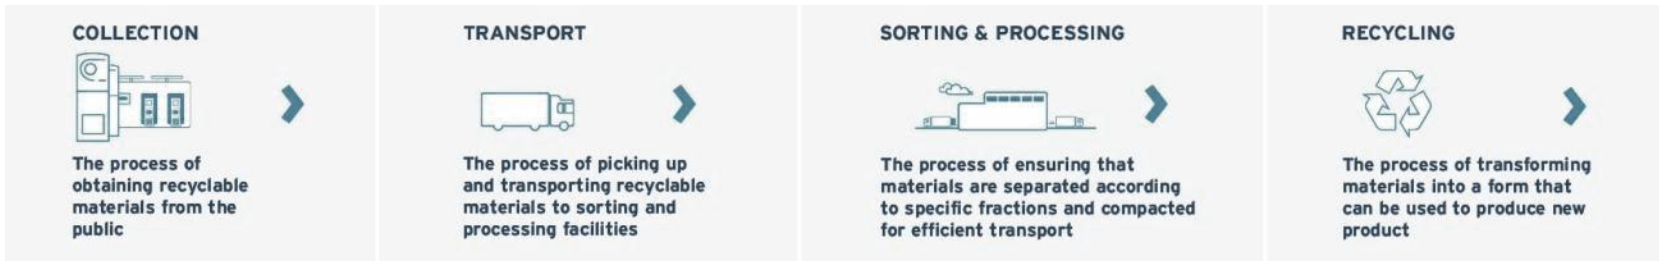 COLLECTION
The process of
obtaining recyclable
materials from the
public
TRANSPORT
The process of picking up
and transporting recyclable
materials to sorting and
processing facilities
SORTING & PROCESSING
The process of ensuring that
materials are separated according
to specific fractions and compacted
for efficient transport
RECYCLING
The process of transforming
materials into a form that
can be used to produce new
product